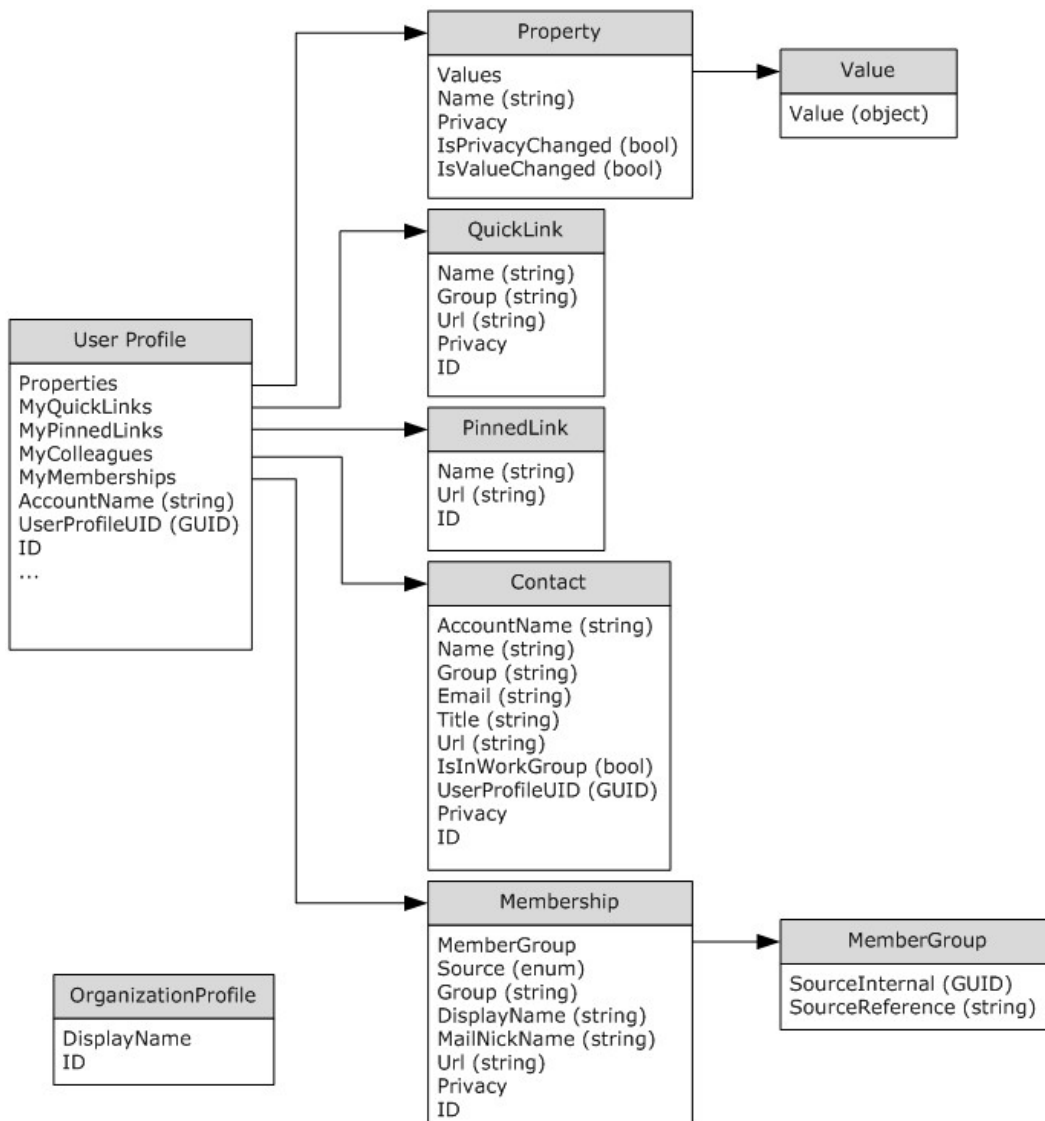 Property
Values
Name (string)
Privacy
IsPrivacyChanged (bool)
IsValueChanged (bool)
Value
Value (object)
QuickLink
Name (string)
Group (string)
Url (string)
Privacy
ID
User Profile
Properties
MyQuickLinks
MyPinnedLinks
MyColleagues
MyMemberships
AccountName (string)
UserProfileUID (GUID)
ID
...
PinnedLink
Name (string)
Url (string)
ID
Contact
AccountName (string)
Name (string)
Group (string)
Email (string)
Title (string)
Url (string)
IsInWorkGroup (bool)
UserProfileUID (GUID)
Privacy
ID
Membership
MemberGroup
Source (enum)
Group (string)
DisplayName (string)
MailNickName (string)
Url (string)
Privacy
ID
MemberGroup
SourceInternal (GUID)
SourceReference (string)
OrganizationProfile
DisplayName
ID